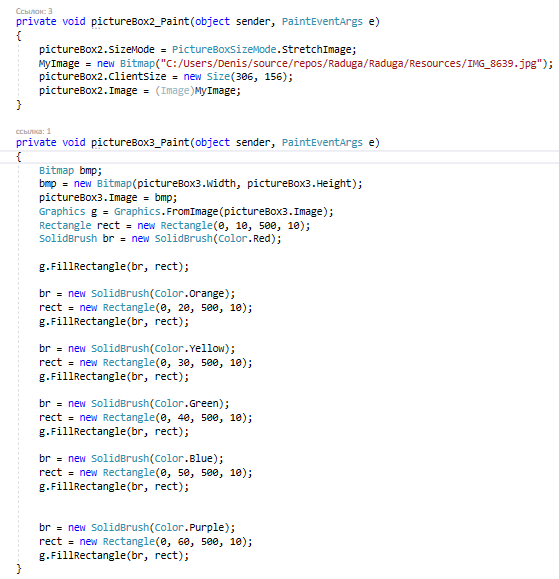 Ссылок: 3
private void pictureBox2_Paint(object sender, PaintEventArgs e)
{
pictureBox2.SizeMode = PictureBoxSizeMode.StretchImage;
MyImage = new Bitmap("C:/Users/Denis/source/repos/Raduga/Raduga/Resources/IMG_8639.jpg");
pictureBox2.ClientSize = new Size(306, 156);
pictureBox2.Image = (Image)MyImage;
}
ссылка: 1
private void pictureBox3_Paint(object sender, PaintEventArgs e)
{
Bitmap bmp;
bmp = new Bitmap(pictureBox3.Width, pictureBox3.Height);
pictureBox3.Image = bmp;
Graphics g = Graphics.FromImage(pictureBox3.Image);
Rectangle rect = new Rectangle(0, 10, 500, 10);
SolidBrush br = new SolidBrush(Color.Red);
g.FillRectangle(br, rect);
br = new SolidBrush(Color.Orange);
rect = new Rectangle(0, 20, 500, 10);
g.FillRectangle(br, rect);
br = new SolidBrush(Color.Yellow);
rect = new Rectangle(0, 30, 500, 10);
g.FillRectangle(br, rect);
br = new SolidBrush(Color.Green);
rect = new Rectangle(0, 40, 500, 10);
g.FillRectangle(br, rect);
br = new SolidBrush(Color.Blue);
rect = new Rectangle(0, 50, 500, 10);
g.FillRectangle(br, rect);
br = new SolidBrush(Color.Purple);
rect = new Rectangle(0, 60, 500, 10);
g.FillRectangle(br, rect);
}